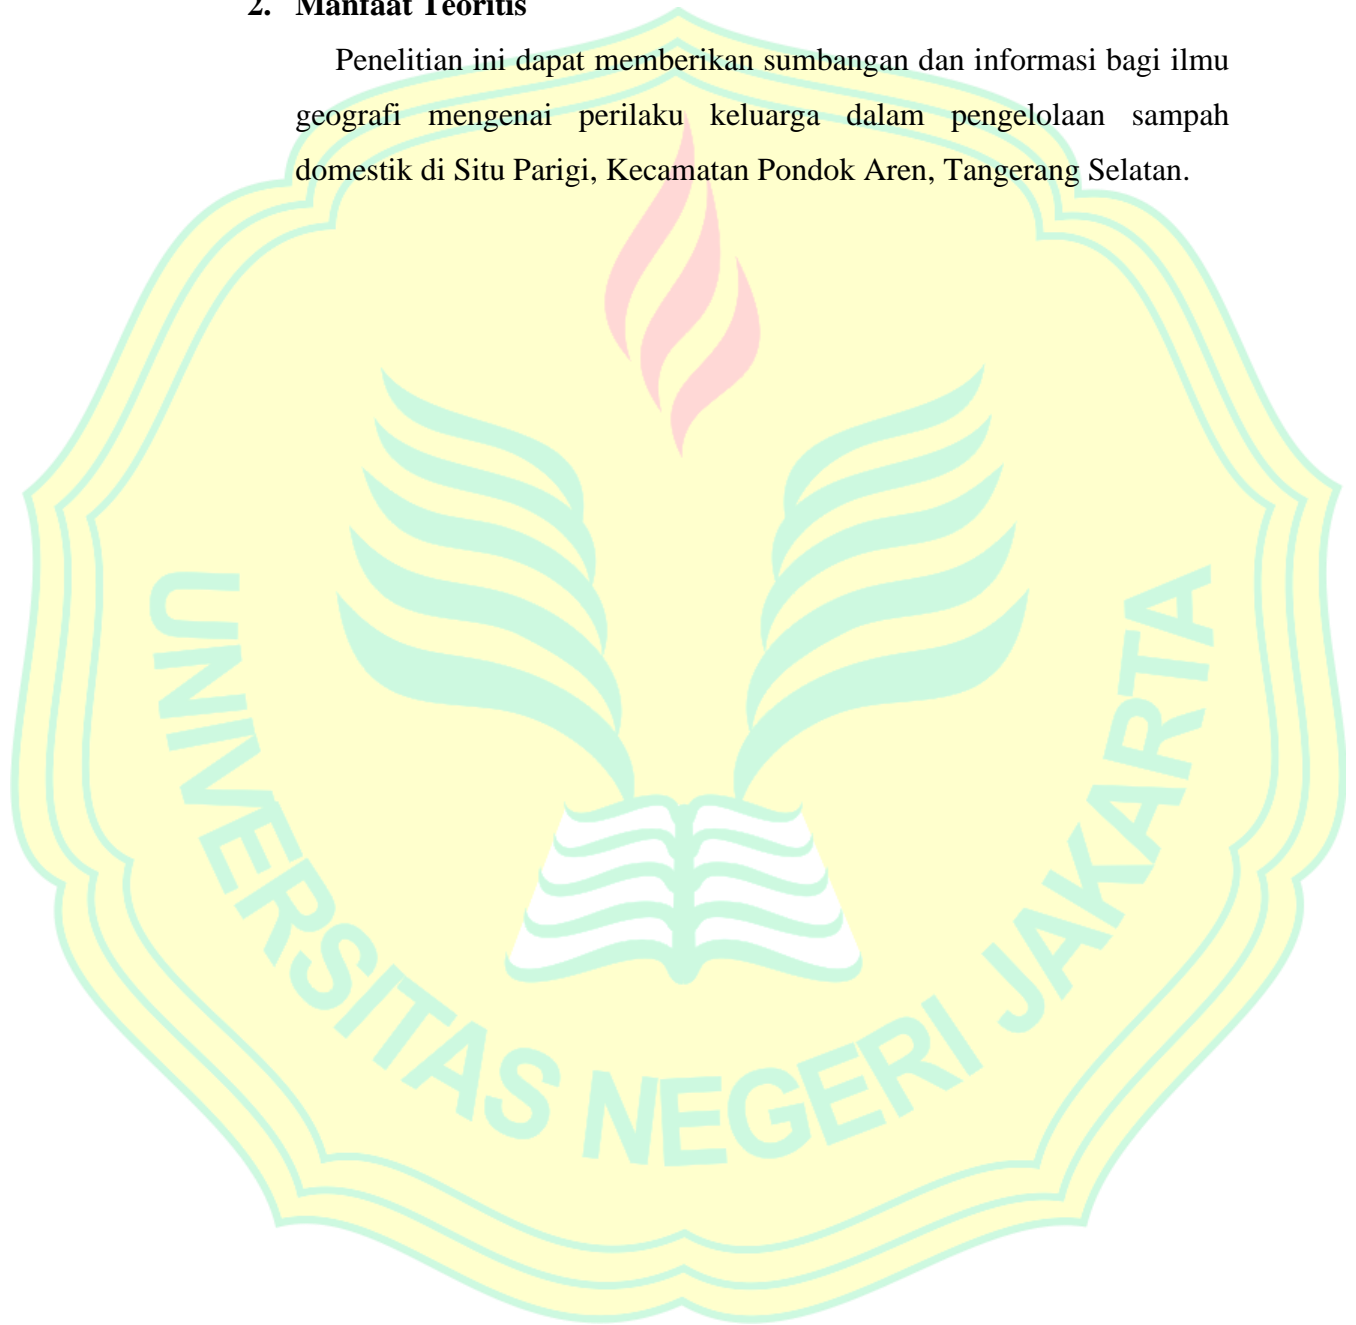 2. Manfaat Teoritis
Penelitian ini dapat memberikan sumbangan dan informasi bagi ilmu
geografi mengenai perilaku keluarga dalam pengelolaan sampah
domestik di Situ Parigi, Kecamatan Pondok Aren, Tangerang Selatan.
UNIVERSITAS NEGERI JAKARTA